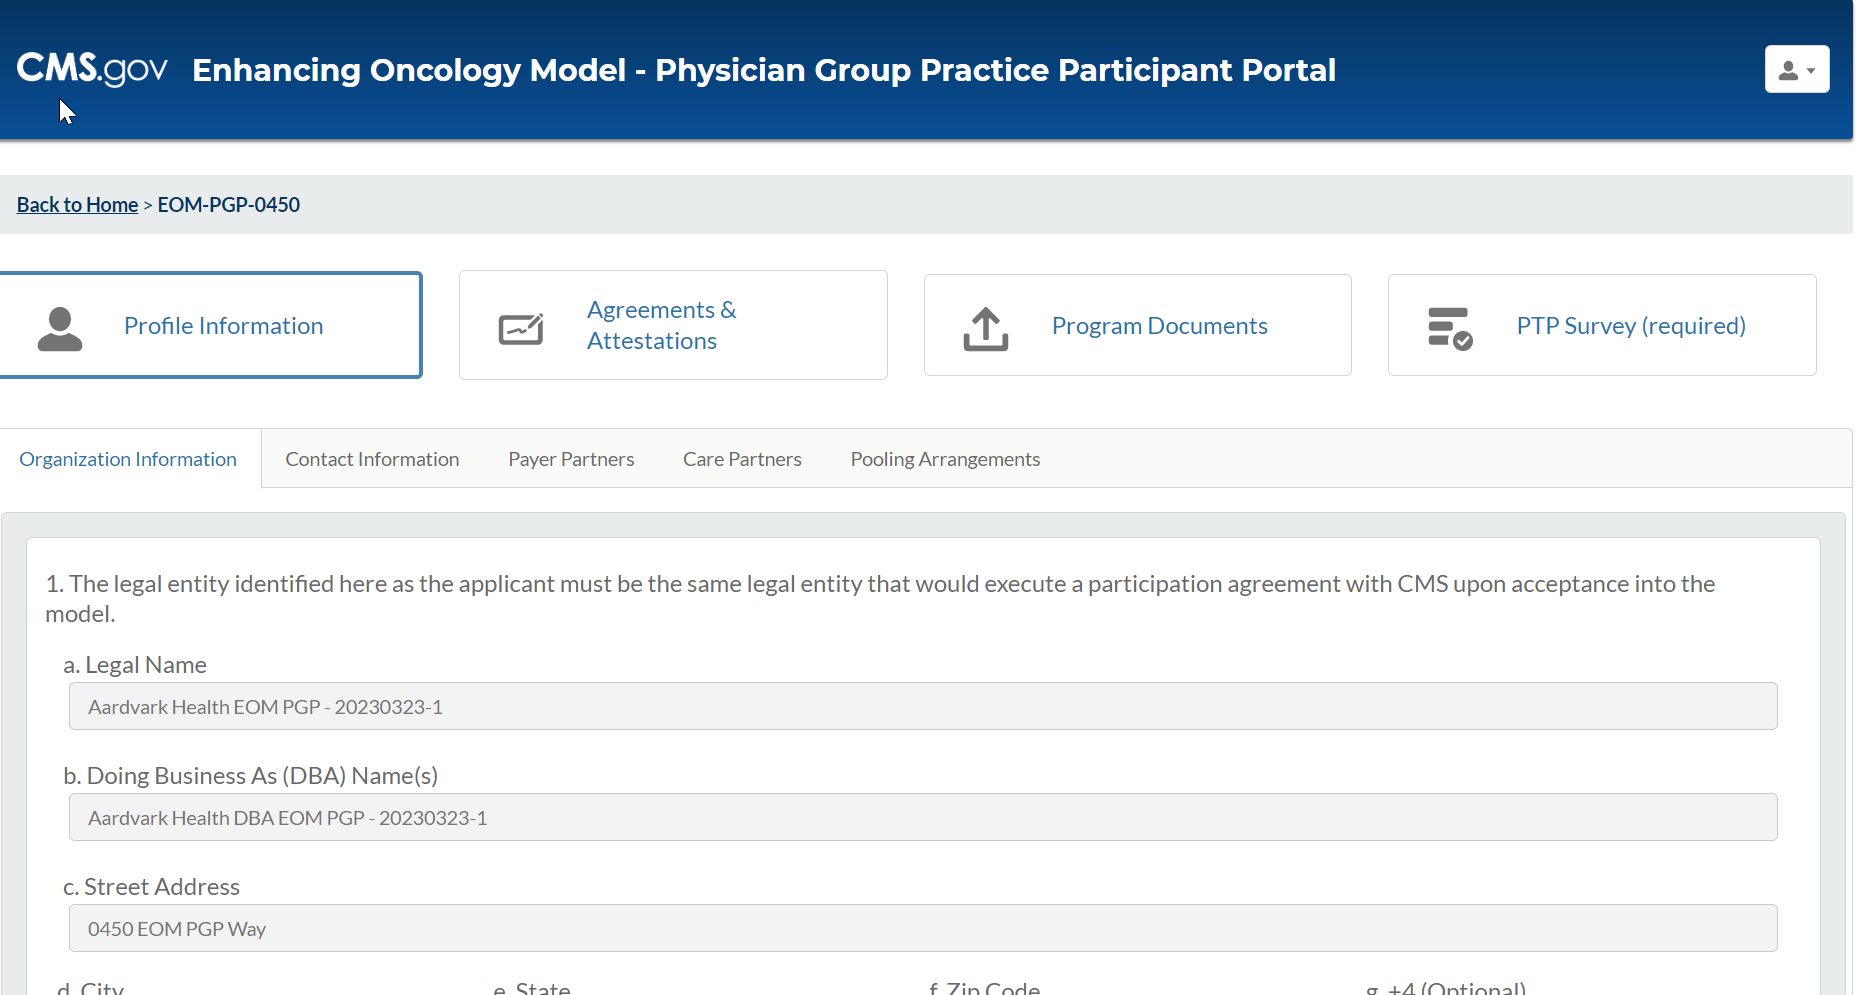 CMS.gov Enhancing Oncology Model - Physician Group Practice Participant Portal
Back to Home > EOM-PGP-0450
Profile Information
Agreements &
Attestations
Program Documents
PTP Survey (required)
Organization Information Contact Information Payer Partners Care Partners Pooling Arrangements
1. The legal entity identified here as the applicant must be the same legal entity that would execute a participation agreement with CMS upon acceptance into the
model.
a. Legal Name
Aardvark Health EOM PGP - 20230323-1
b. Doing Business As (DBA) Name(s)
Aardvark Health DBA EOM PGP - 20230323-1
c. Street Address
0450 EOM PGP Way
d. City e. State f. Zip Code g. +4 (Optional)